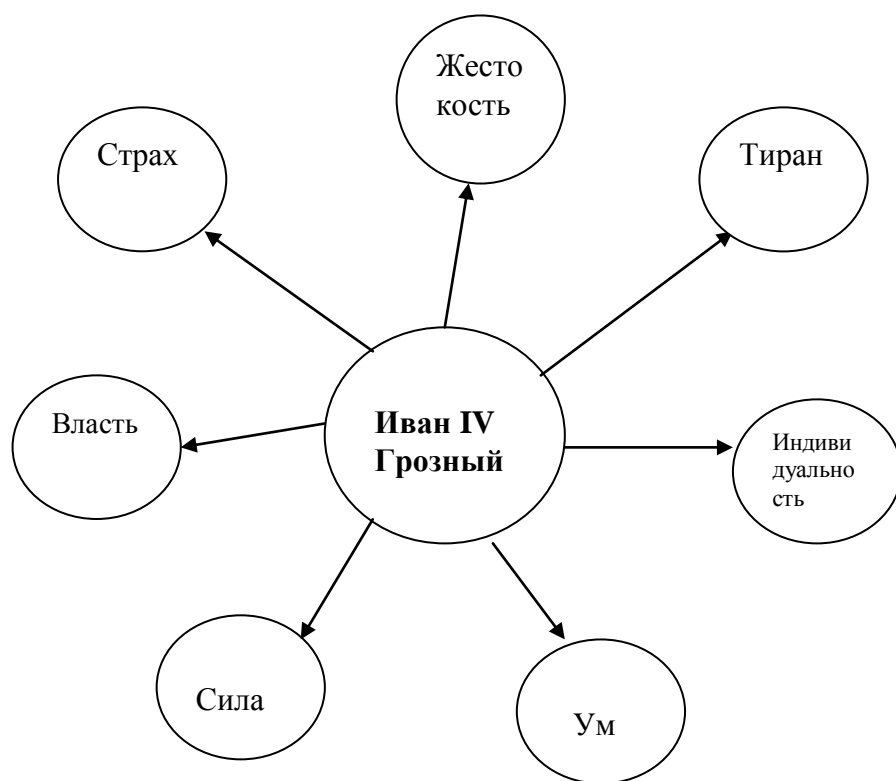 Жесто
кость
Страх
Тиран
Власть
Иван IV
Грозный
Индиви
дуально
сть
Сила
Ум